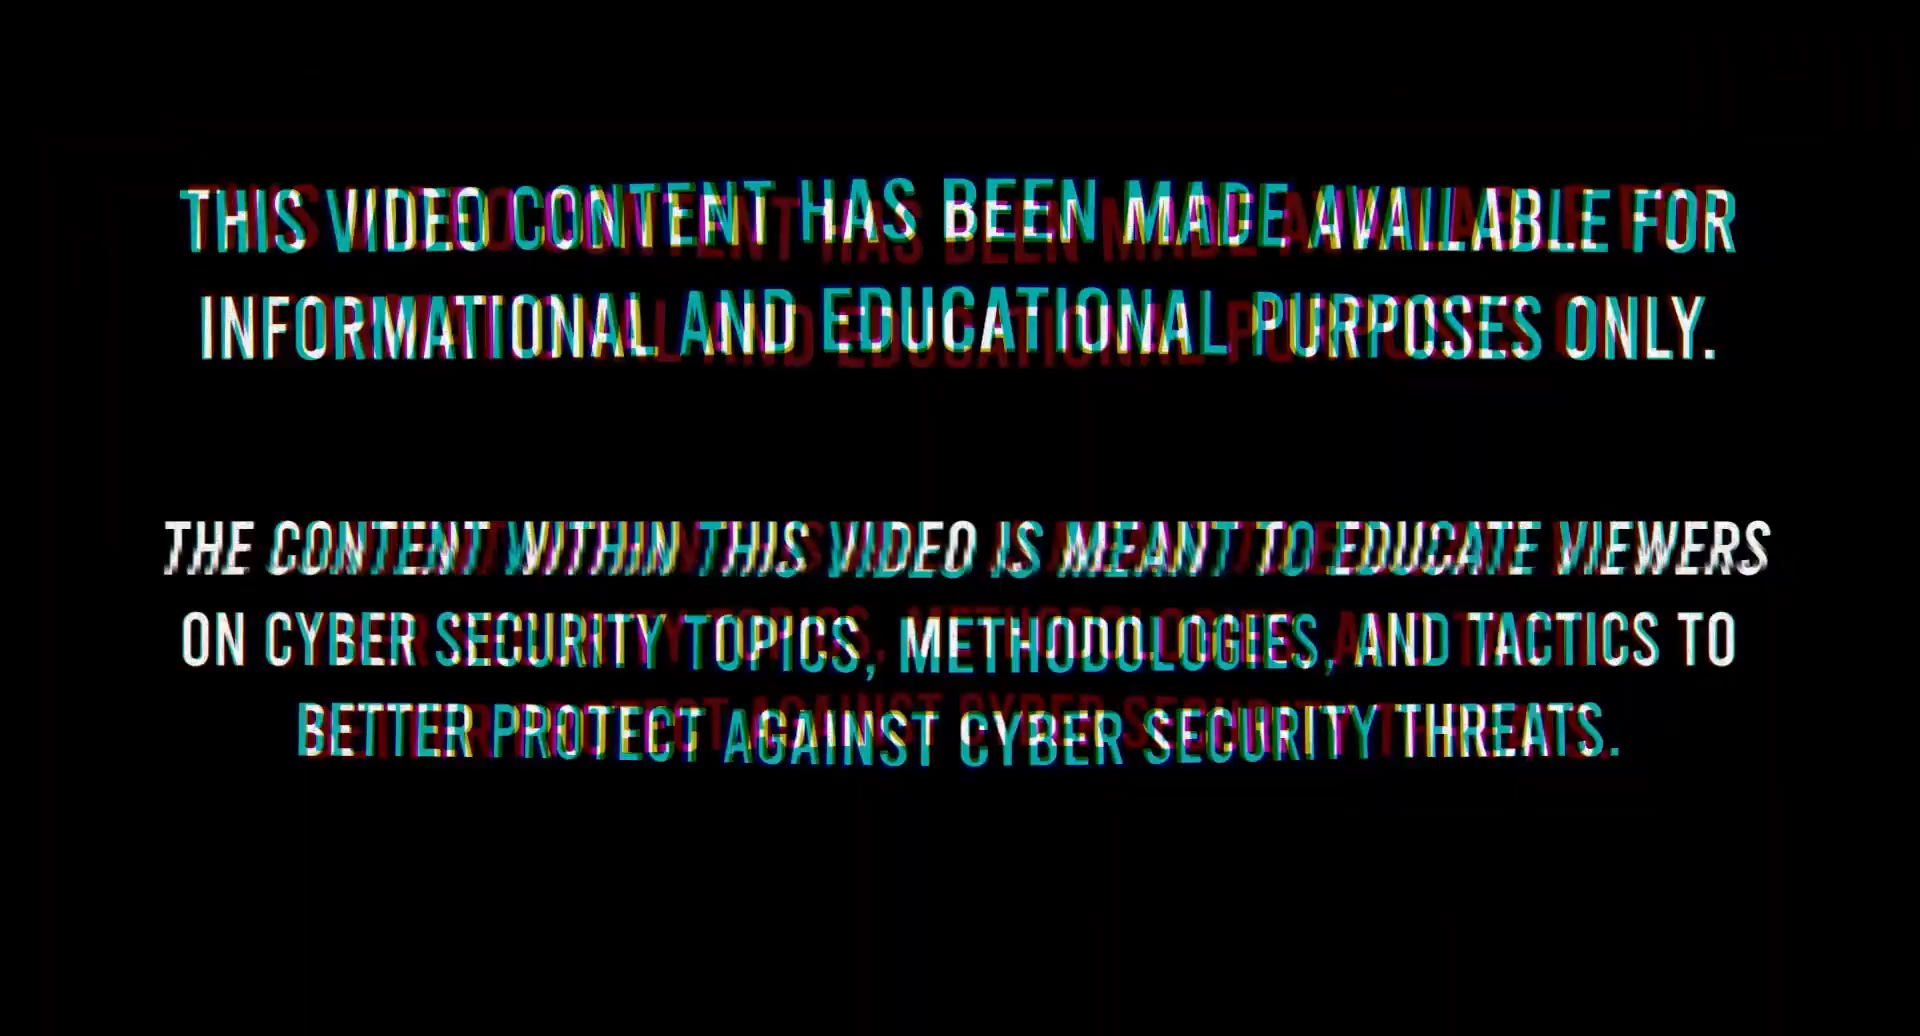 THIS VIDEO CONTENT HAS BEEN MADE AVAILABLE FOR
INFORMATIONAL AND EDUCATIONAL PURPOSES ONLY.
THE CONTENT WITHIN THIS VIDEO IS MEANT TO EDUCATE VIEWERS
ON CYBER SECURITY TOPICS, METHODOLOGIES, AND TACTICS TO
BETTER PROTECT AGAINST CYBER SECURITY THREATS.